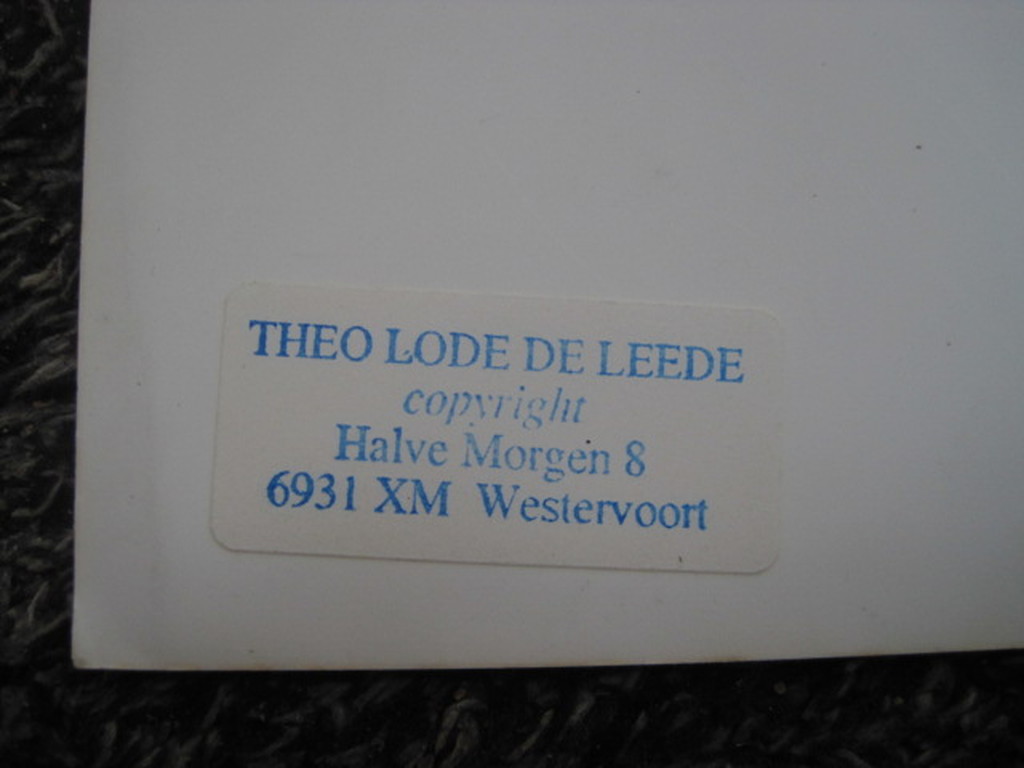 THEO LODE DE LEEDE
copyright
Halve Morgen 8
6931 XM Westervoort